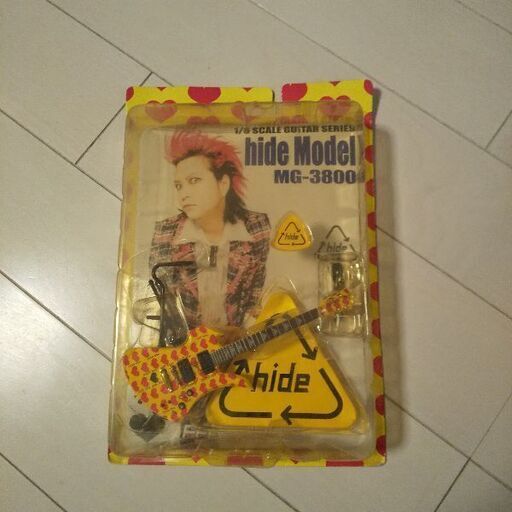 1/8 SCALE GUITAR SERIES
hide Model
MG-3800
hide
hide
hide